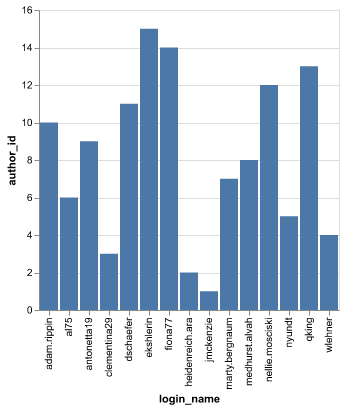 16
14
12
10
8
6
4
2
0
author_id
adam.rippin
al75
antonetta19
clementina29
dschaefer
ekshlerin
fiona77
heidenreich.ara
jmckenzie
marty.bergnaum
medhurst.alvah
nellie.mosciski
nyundt
qking
wlehner
login_name